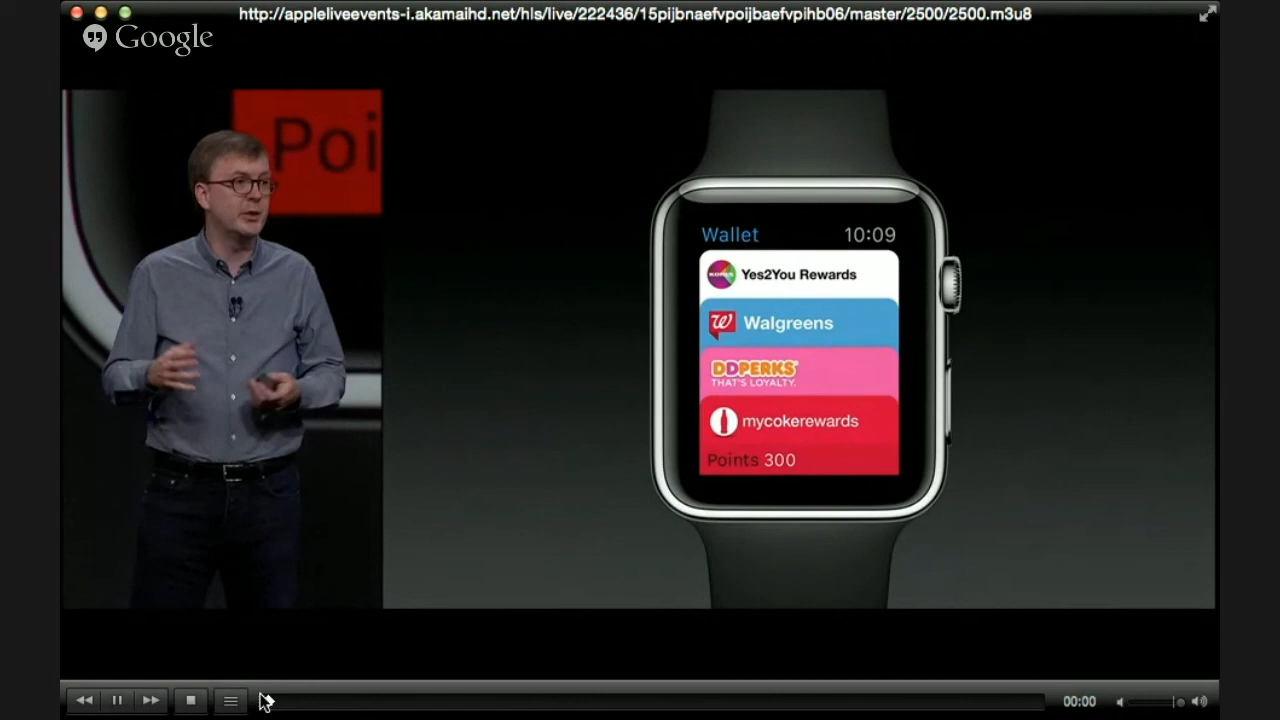 http://appleliveevents-i.akamaihd.net/hls/live/222436/15pijbnaefvpoijbaefvpihb06/master/2500/2500.m3u8
Google
Poi
Wallet 10:09
KOHL'S Yes2You Rewards
Walgreens
DDPERKS
THAT'S LOYALTY.
mycokerewards
Points 300
00:00